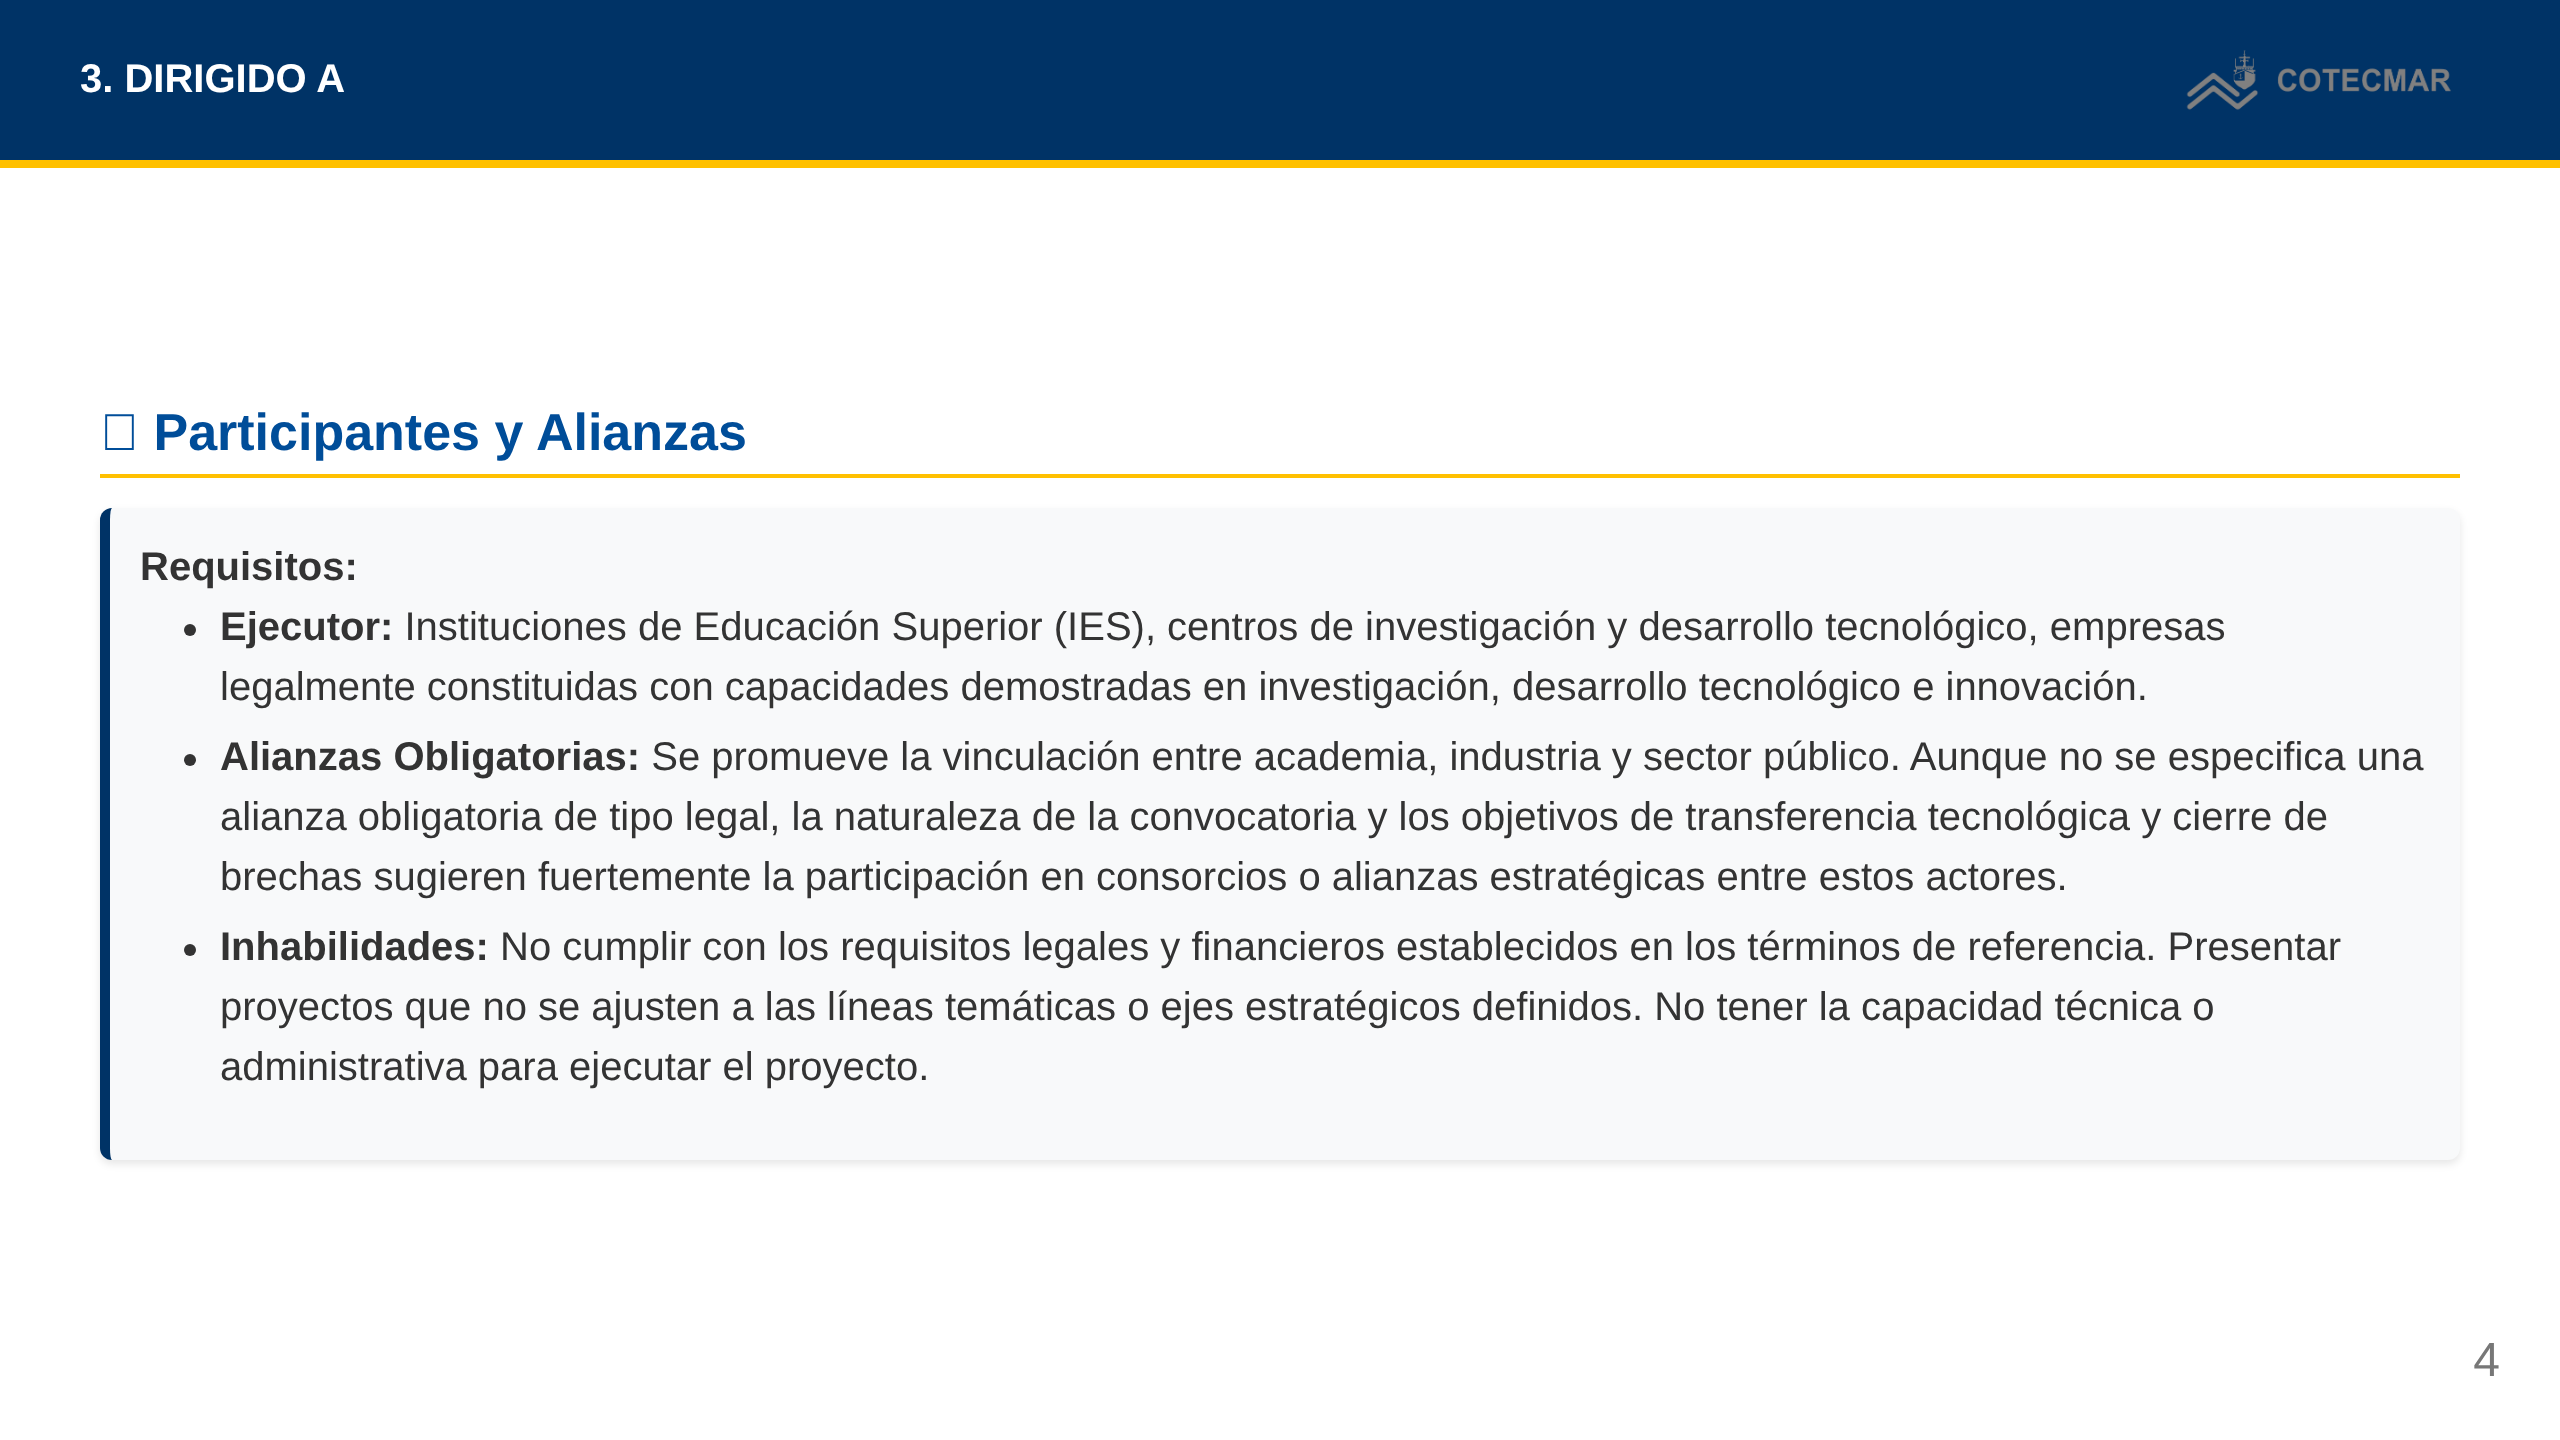 3. DIRIGIDO A
COTECMAR
Participantes y Alianzas
Requisitos:
• Ejecutor: Instituciones de Educación Superior (IES), centros de investigación y desarrollo tecnológico, empresas
legalmente constituidas con capacidades demostradas en investigación, desarrollo tecnológico e innovación.
• Alianzas Obligatorias: Se promueve la vinculación entre academia, industria y sector público. Aunque no se especifica una
alianza obligatoria de tipo legal, la naturaleza de la convocatoria y los objetivos de transferencia tecnológica y cierre de
brechas sugieren fuertemente la participación en consorcios o alianzas estratégicas entre estos actores.
• Inhabilidades: No cumplir con los requisitos legales y financieros establecidos en los términos de referencia. Presentar
proyectos que no se ajusten a las líneas temáticas o ejes estratégicos definidos. No tener la capacidad técnica o
administrativa para ejecutar el proyecto.
4